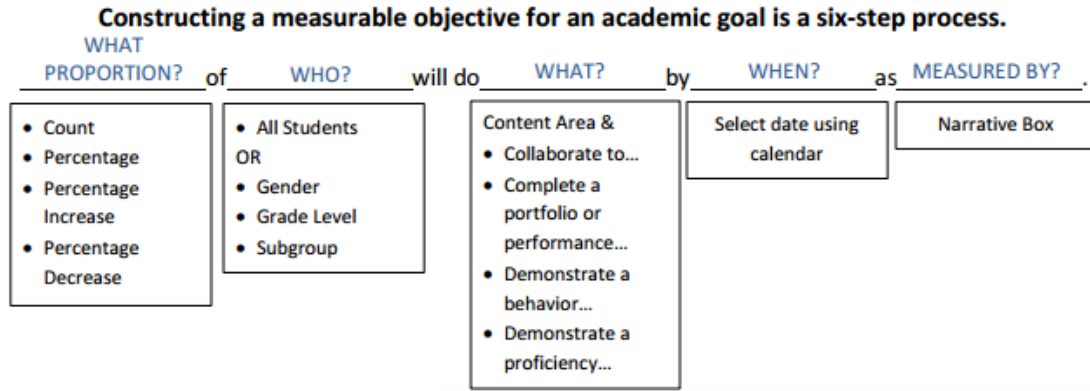 Constructing a measurable objective for an academic goal is a six-step process.
WHAT
PROPORTION? of WHO? will do WHAT? by WHEN? as MEASURED BY? .
• Count
• Percentage
• Percentage
Increase
• Percentage
Decrease
• All Students
OR
• Gender
• Grade Level
• Subgroup
Content Area &
• Collaborate to…
• Complete a
portfolio or
performance…
• Demonstrate a
behavior…
• Demonstrate a
proficiency…
Select date using
calendar
Narrative Box